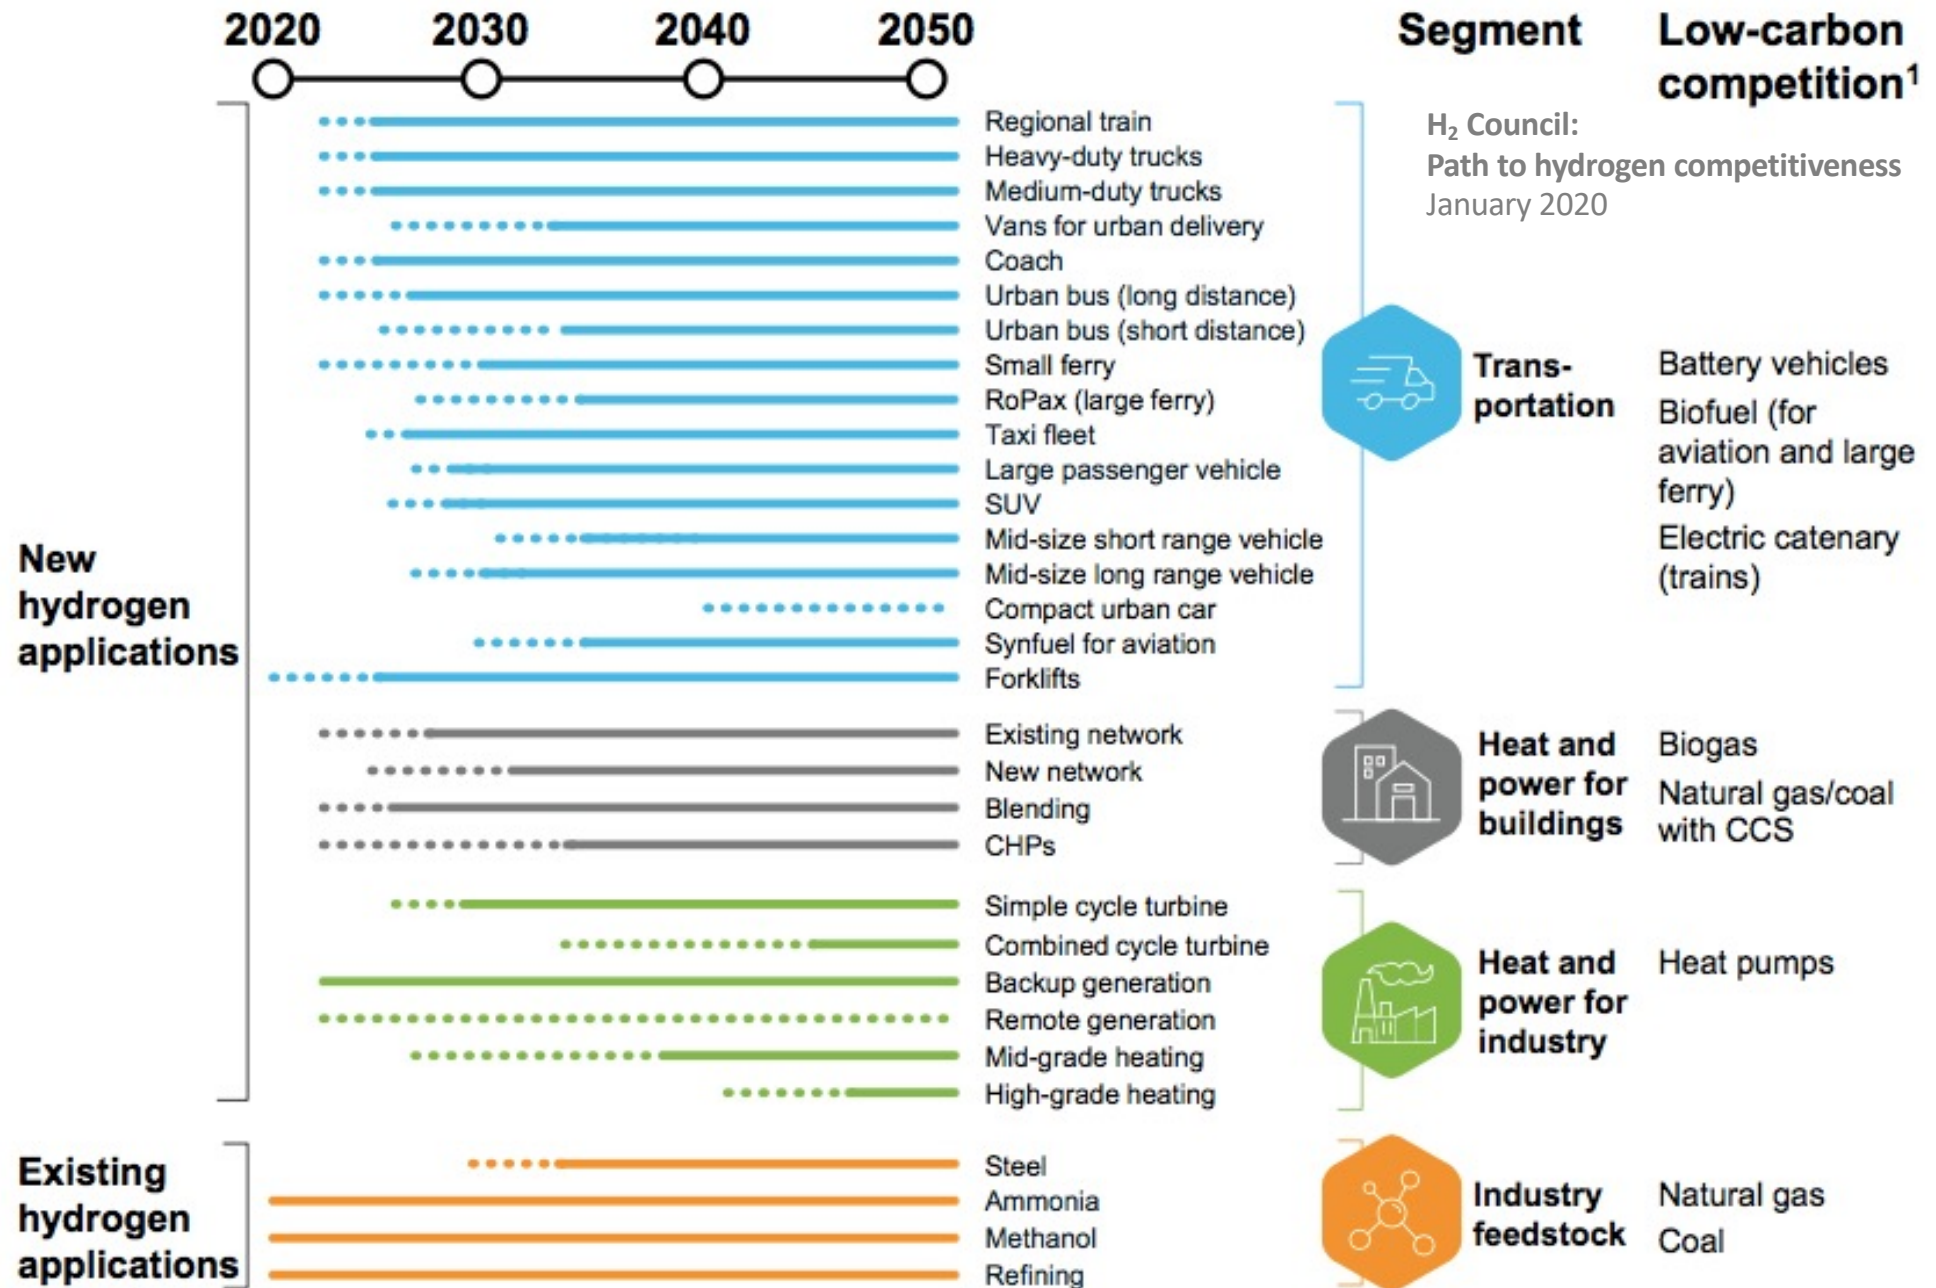 2020 2030 2040 2050 Segment Low-carbon
competition¹
H₂ Council:
Path to hydrogen competitiveness
January 2020
New
hydrogen
applications
Regional train
Heavy-duty trucks
Medium-duty trucks
Vans for urban delivery
Coach
Urban bus (long distance)
Urban bus (short distance)
Small ferry
RoPax (large ferry)
Taxi fleet
Large passenger vehicle
SUV
Mid-size short range vehicle
Mid-size long range vehicle
Compact urban car
Synfuel for aviation
Forklifts
Trans-
portation
Battery vehicles
Biofuel (for
aviation and large
ferry)
Electric catenary
(trains)
Existing network
New network
Blending
CHPs
Heat and
power for
buildings
Biogas
Natural gas/coal
with CCS
Simple cycle turbine
Combined cycle turbine
Backup generation
Remote generation
Mid-grade heating
High-grade heating
Heat and
power for
industry
Heat pumps
Existing
hydrogen
applications
Steel
Ammonia
Methanol
Refining
Industry
feedstock
Natural gas
Coal